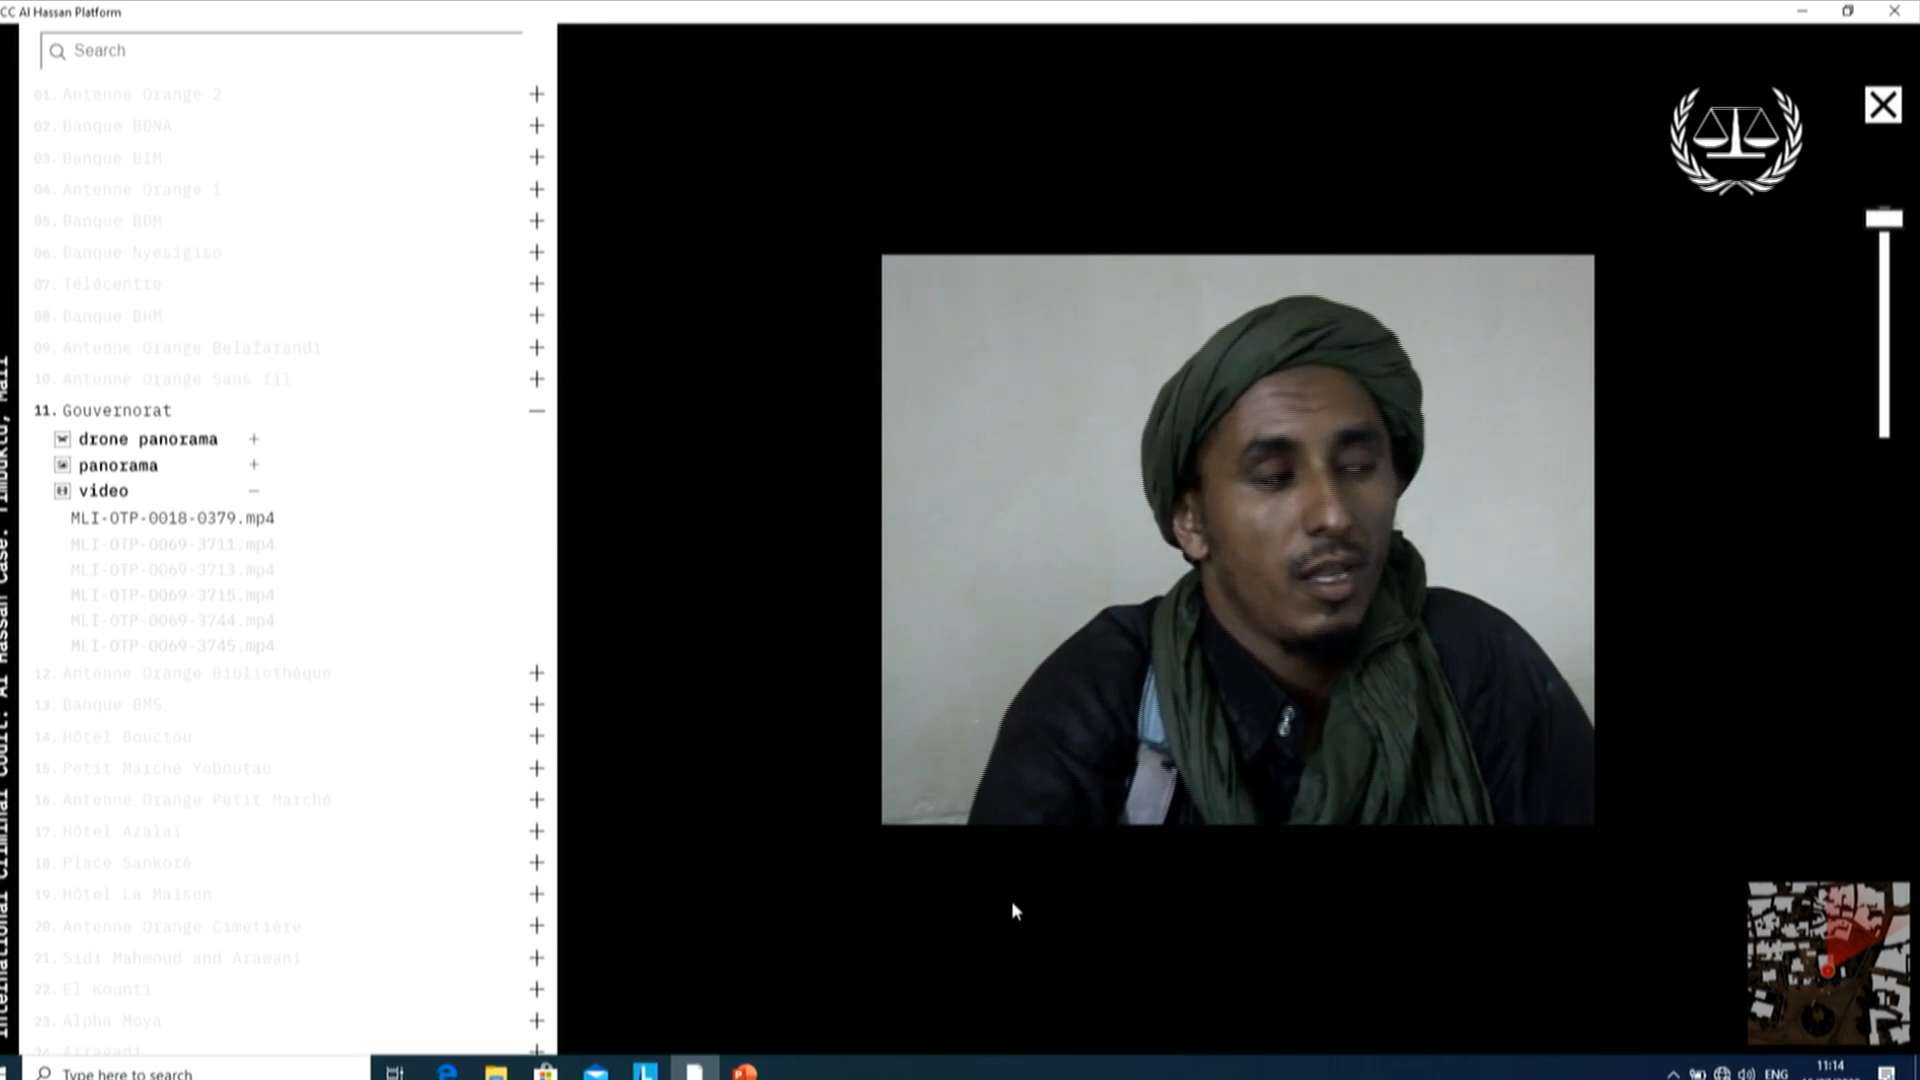 CC Al Hassan Platform
Search
01. Antenne Orange 2
02. Banque BDNA
03. Banque BIM
04. Antenne Orange 1
05. Banque BDM
06. Banque Nyesigiso
07. Télécentre
08. Banque BHM
09. Antenne Orange Belafarandi
10. Antenne Orange Sans fil
11. Gouvernorat
drone panorama
panorama
video
MLI-OTP-0018-0379.mp4
MLI-OTP-0069-3711.mp4
MLI-OTP-0069-3713.mp4
MLI-OTP-0069-3715.mp4
MLI-OTP-0069-3744.mp4
MLI-OTP-0069-3745.mp4
12. Antenne Orange Bibliothèque
13. Banque BMS
14. Hôtel Bouctou
15. Petit Marché Yoboutao
16. Antenne Orange Petit Marché
17. Hôtel Azalaï
18. Place Sankoré
19. Hôtel La Maison
20. Antenne Orange Cimetière
21. Sidi Mahmoud and Arawani
22. El Kounti
23. Alpha Moya
24. Arragadi
International Criminal Court. Al Hassan Case. Timbuktu, Mali
Type here to search
ENG
11:14